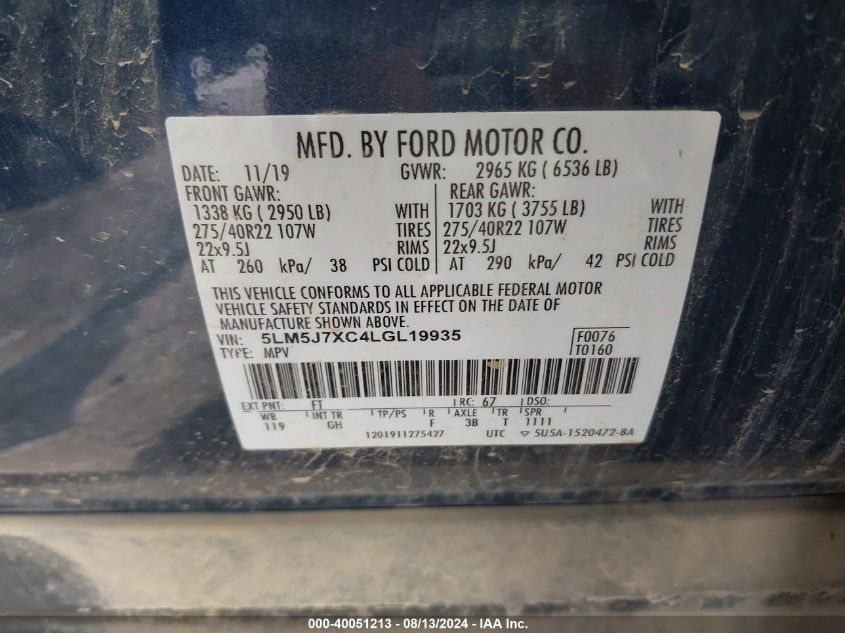 MFD. BY FORD MOTOR CO.
DATE: 11/19 GVWR: 2965 KG ( 6536 LB)
FRONT GAWR: REAR GAWR:
1338 KG ( 2950 LB) WITH 1703 KG ( 3755 LB) WITH
275/40R22 107W TIRES 275/40R22 107W TIRES
22x9.5J RIMS 22x9.5J RIMS
AT 260 kPa/ 38 PSI COLD AT 290 kPa/ 42 PSI COLD
THIS VEHICLE CONFORMS TO ALL APPLICABLE FEDERAL MOTOR
VEHICLE SAFETY STANDARDS IN EFFECT ON THE DATE OF
MANUFACTURE SHOWN ABOVE.
VIN: 5LM5J7XC4LGL19935 F0076
TYPE: MPV T0160
EXT PNT: FT RC: 67 DSO:
WB INT TR TP/PS R AXLE TR SPR
119 GH F 3B T 1111
1201911275427 UTC ▽ 5U5A-1520472-BA
000-40051213 - 08/13/2024 - IAA Inc.